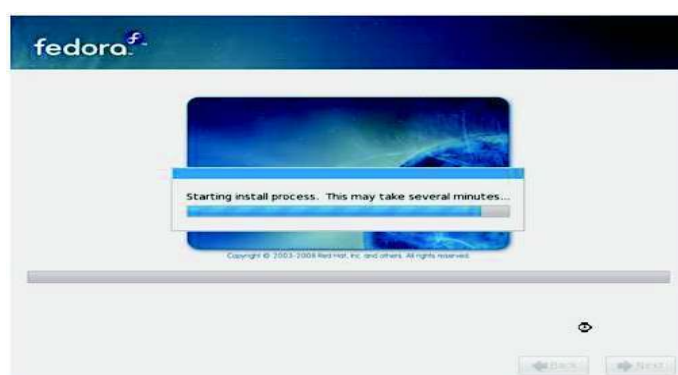 fedora
Starting install process. This may take several minutes...
Copyright © 2003-2008 Red Hat, Inc. and others. All rights reserved.
Back
Next